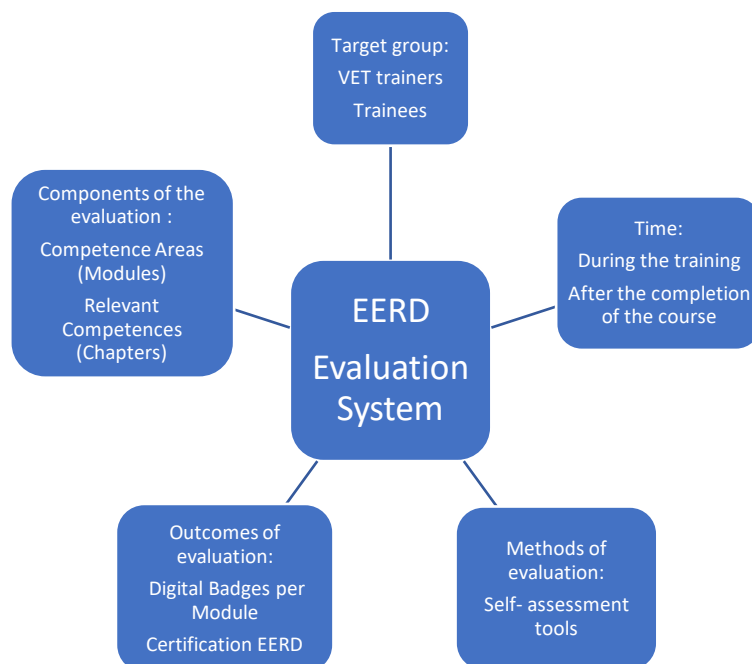 Target group:
VET trainers
Trainees
Components of the
evaluation :
Competence Areas
(Modules)
Relevant
Competences
(Chapters)
Time:
During the training
After the completion
of the course
EERD
Evaluation
System
Outcomes of
evaluation:
Digital Badges per
Module
Certification EERD
Methods of
evaluation:
Self- assessment
tools